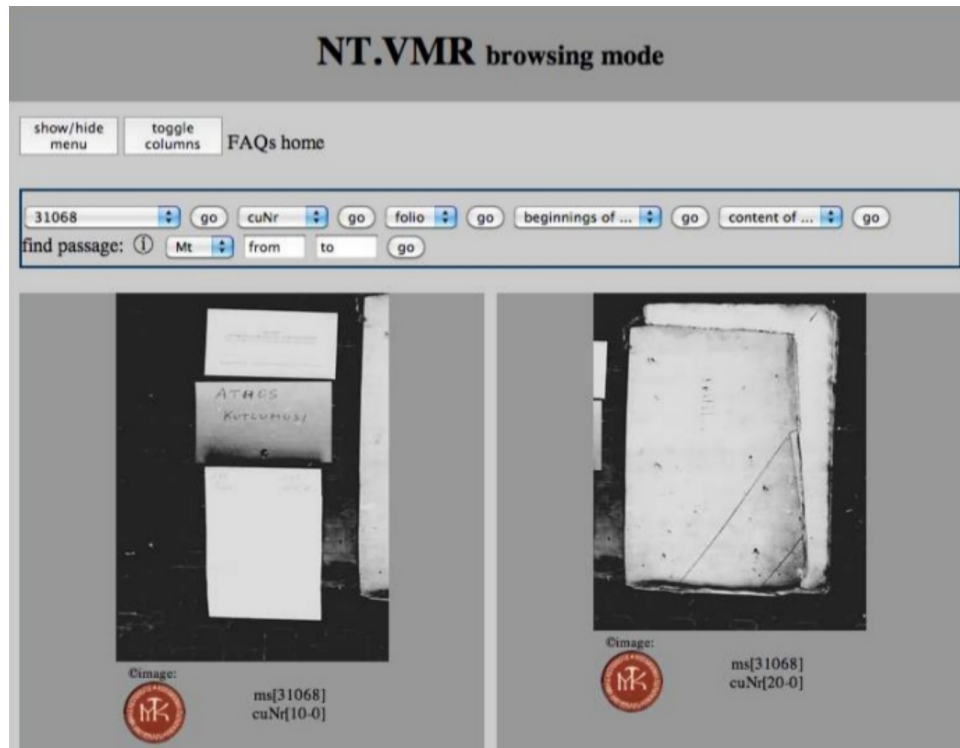 NT.VMR browsing mode
show/hide menu
toggle columns
FAQs home
31068 go cuNr go folio go beginnings of ... go content of ... go
find passage: ⓘ Mt from to go
ATHOS
KUTLUMUSI
©image:
ms[31068]
cuNr[10-0]
©image:
ms[31068]
cuNr[20-0]